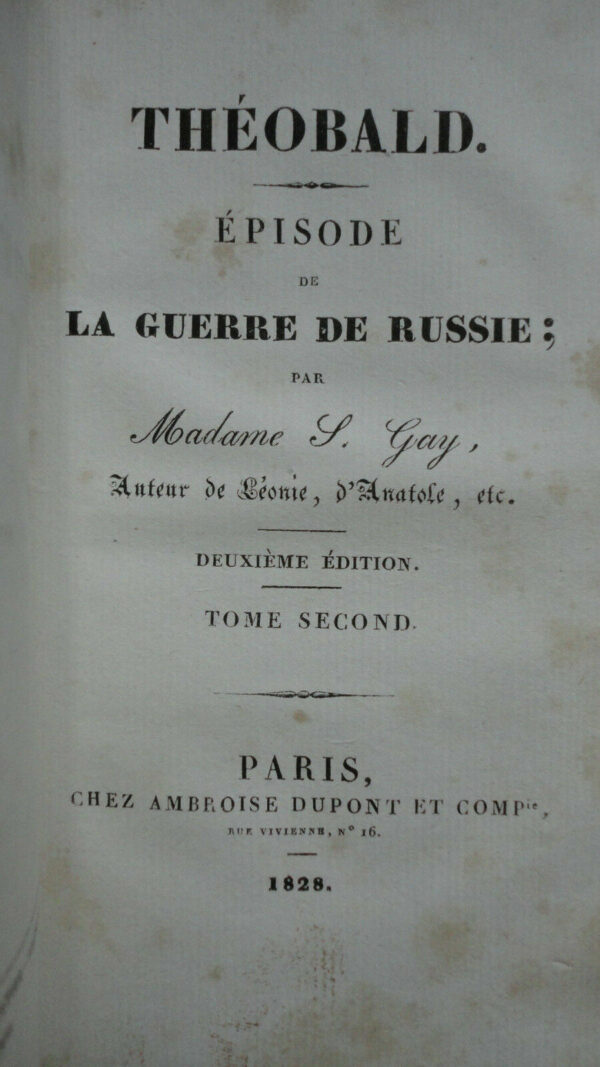 THÉOBALD.
ÉPISODE
DE
LA GUERRE DE RUSSIE;
PAR
Madame S. Gay,
Auteur de Léonie, d'Anatole, etc.
DEUXIÈME ÉDITION.
TOME SECOND.
PARIS,
CHEZ AMBROISE DUPONT ET COMPie,
RUE VIVIENNE, No 16.
1828.